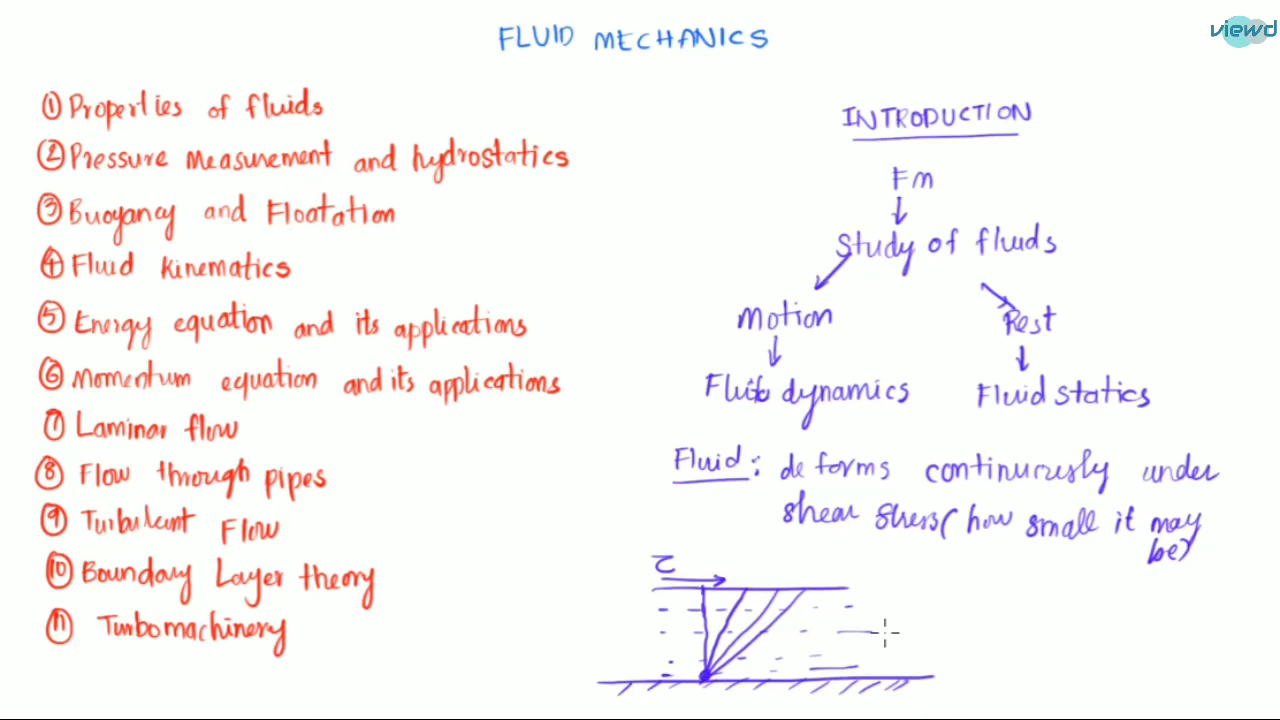 FLUID MECHANICS
viewd
① Properties of fluids
② Pressure Measurement and hydrostatics
③ Buoyancy and Flootation
④ Fluid kinematics
⑤ Energy equation and its applications
⑥ Momentum equation and its applications
⑦ Laminar flow
⑧ Flow through pipes
⑨ Turbulent Flow
⑩ Boundary Layer theory
⑪ Turbomachinery
INTRODUCTION
Fm
Study of fluids
Motion
Rest
dynamics
Fluid statics
Fluid: deforms continuously under
shear stress (how small it may
be)
τ